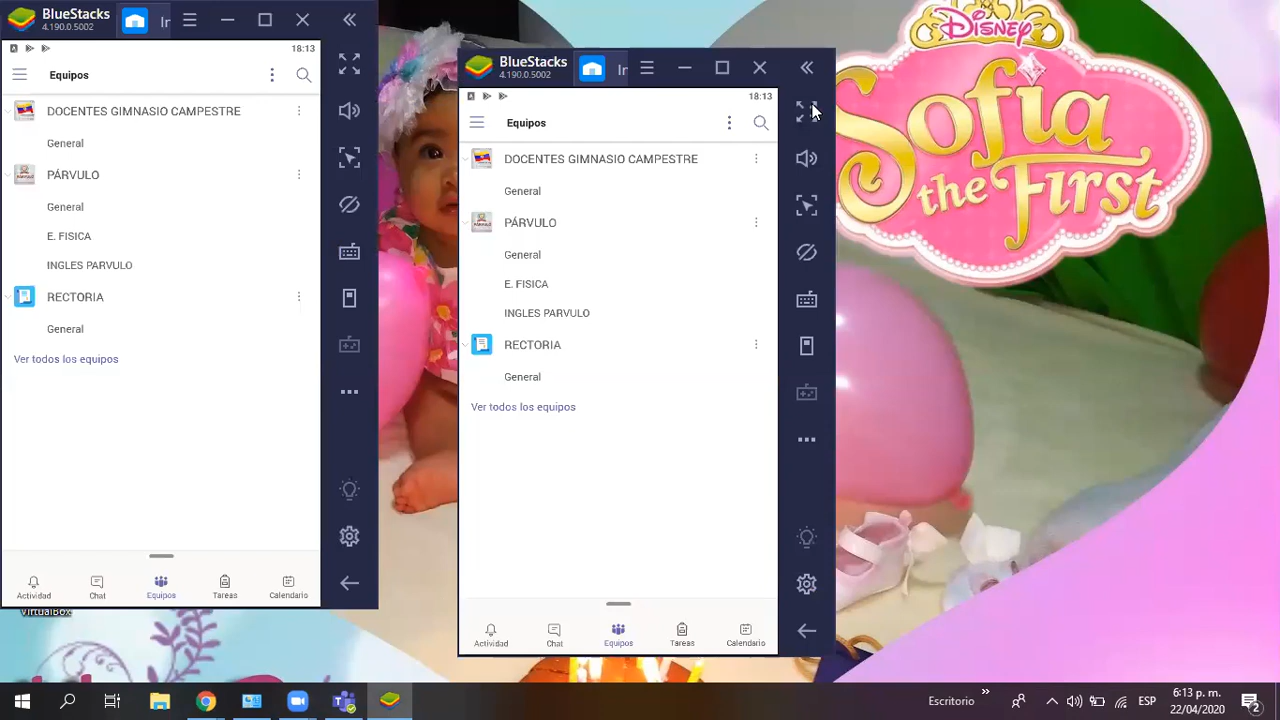 BlueStacks
4.190.0.5002
In
18:13
Equipos
DOCENTES GIMNASIO CAMPESTRE
General
PÁRVULO
General
E. FISICA
INGLES PARVULO
RECTORIA
General
Ver todos los equipos
Actividad
Chat
Equipos
Tareas
Calendario
VirtualBox
BlueStacks
4.190.0.5002
In
18:13
Equipos
DOCENTES GIMNASIO CAMPESTRE
General
PÁRVULO
General
E. FISICA
INGLES PARVULO
RECTORIA
General
Ver todos los equipos
Actividad
Chat
Equipos
Tareas
Calendario
DISNEY
Sofia
the First
Escritorio
ESP
6:13 p. m.
22/04/2020
2